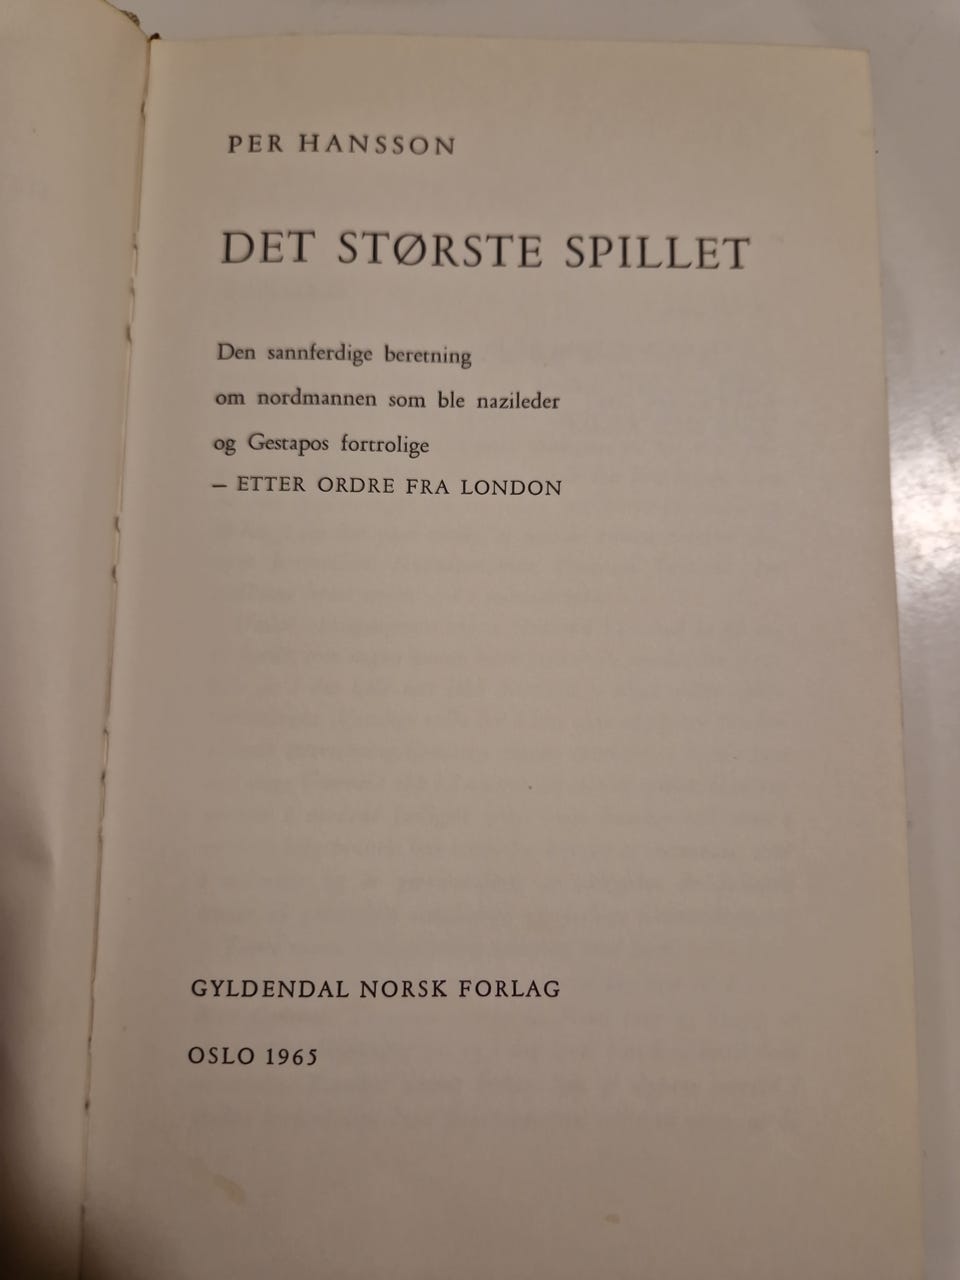 PER HANSSON
DET STØRSTE SPILLET
Den sannferdige beretning
om nordmannen som ble nazileder
og Gestapos fortrolige
– ETTER ORDRE FRA LONDON
GYLDENDAL NORSK FORLAG
OSLO 1965